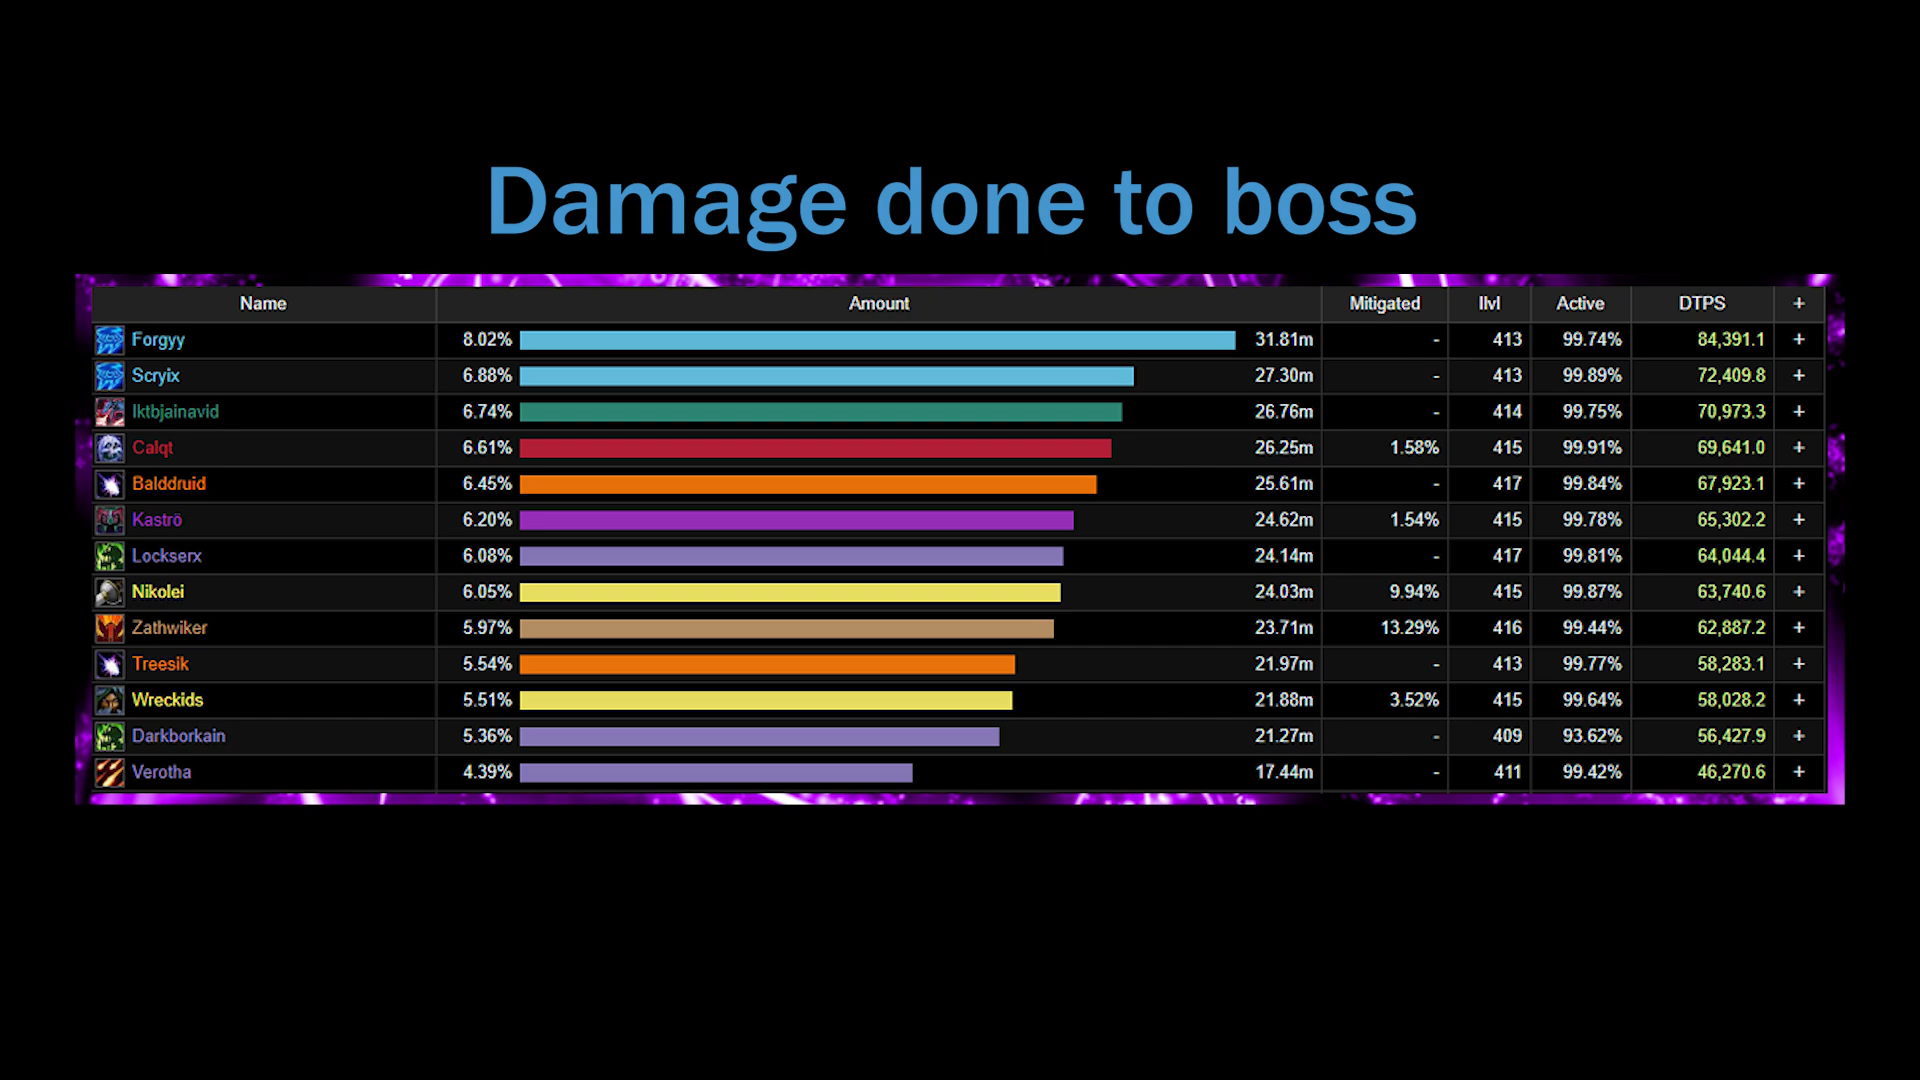 Damage done to boss
Name Amount Mitigated Ilvl Active DTPS +
Forgyy 8.02% 31.81m - 413 99.74% 84,391.1 +
Scryix 6.88% 27.30m - 413 99.89% 72,409.8 +
Iktbjainavid 6.74% 26.76m - 414 99.75% 70,973.3 +
Calqt 6.61% 26.25m 1.58% 415 99.91% 69,641.0 +
Balddruid 6.45% 25.61m - 417 99.84% 67,923.1 +
Kaströ 6.20% 24.62m 1.54% 415 99.78% 65,302.2 +
Lockserx 6.08% 24.14m - 417 99.81% 64,044.4 +
Nikolei 6.05% 24.03m 9.94% 415 99.87% 63,740.6 +
Zathwiker 5.97% 23.71m 13.29% 416 99.44% 62,887.2 +
Treesik 5.54% 21.97m - 413 99.77% 58,283.1 +
Wreckids 5.51% 21.88m 3.52% 415 99.64% 58,028.2 +
Darkborkain 5.36% 21.27m - 409 93.62% 56,427.9 +
Verotha 4.39% 17.44m - 411 99.42% 46,270.6 +